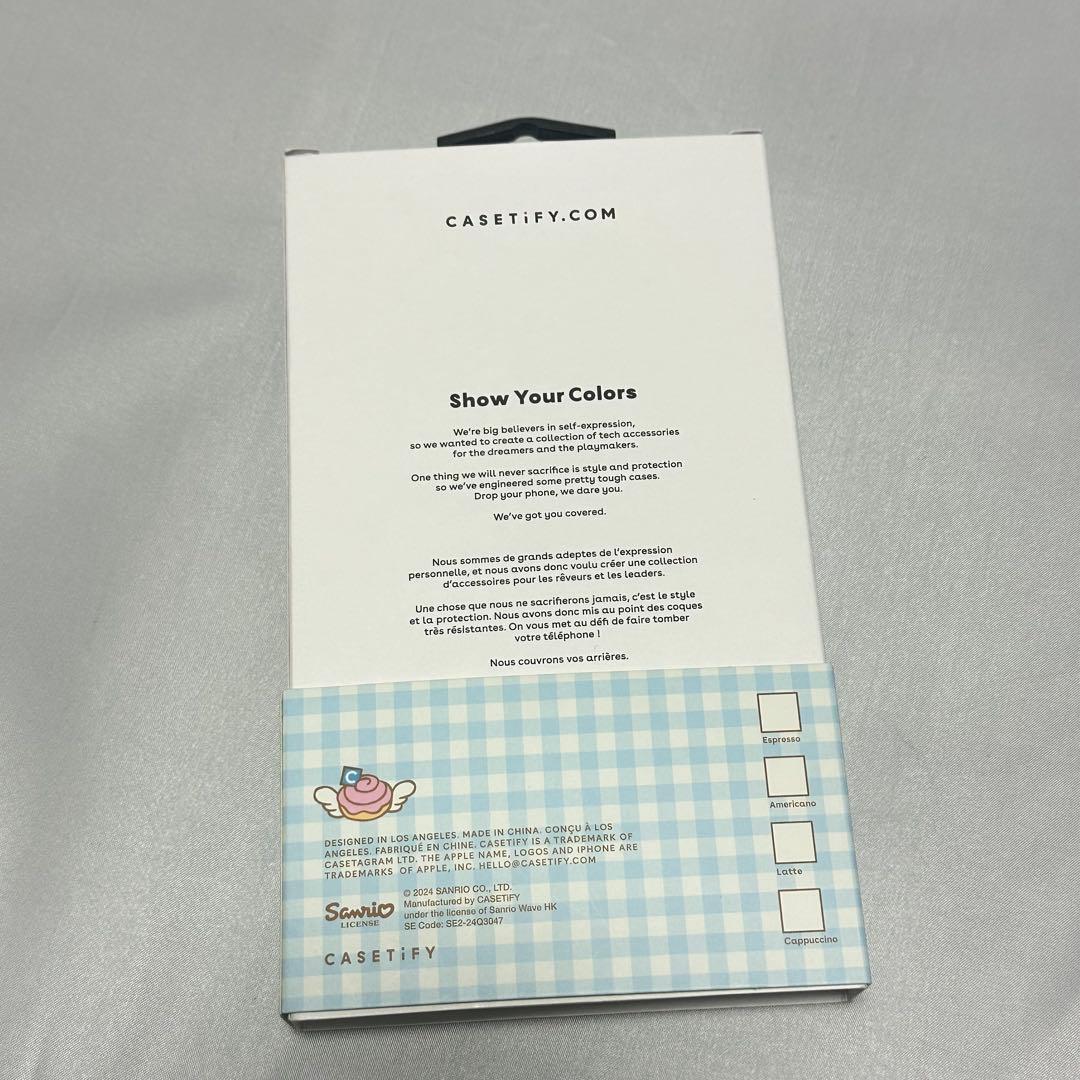 CASETiFY.COM
Show Your Colors
We're big believers in self-expression,
so we wanted to create a collection of tech accessories
for the dreamers and the playmakers.
One thing we will never sacrifice is style and protection
so we've engineered some pretty tough cases.
Drop your phone, we dare you.
We've got you covered.
Nous sommes de grands adeptes de l'expression
personnelle, et nous avons donc voulu créer une collection
d'accessoires pour les rêveurs et les leaders.
Une chose que nous ne sacrifierons jamais, c'est le style
et la protection. Nous avons donc mis au point des coques
très résistantes. On vous met au défi de faire tomber
votre téléphone !
Nous couvrons vos arrières.
Espresso
Americano
Latte
Cappuccino
C
DESIGNED IN LOS ANGELES. MADE IN CHINA. CONÇU À LOS
ANGELES. FABRIQUÉ EN CHINE. CASETIFY IS A TRADEMARK OF
CASETAGRAM LTD. THE APPLE NAME, LOGOS AND IPHONE ARE
TRADEMARKS OF APPLE, INC. HELLO@CASETIFY.COM
Sanrio
LICENSE
© 2024 SANRIO CO., LTD.
Manufactured by CASETiFY
under the license of Sanrio Wave HK
SE Code: SE2-24Q3047
CASETiFY